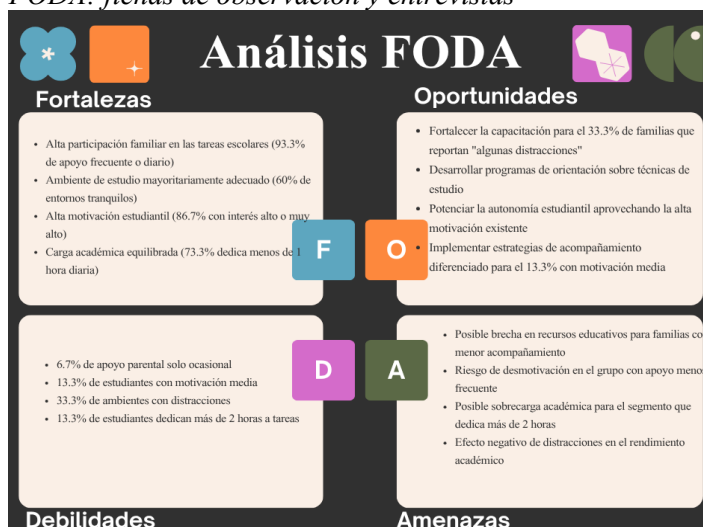 FODA: fichas de observación y entrevistas
Análisis FODA
Fortalezas
• Alta participación familiar en las tareas escolares (93.3%
de apoyo frecuente o diario)
• Ambiente de estudio mayoritariamente adecuado (60% de
entornos tranquilos)
• Alta motivación estudiantil (86.7% con interés alto o muy
alto)
• Carga académica equilibrada (73.3% dedica menos de 1
hora diaria)
Oportunidades
• Fortalecer la capacitación para el 33.3% de familias que
reportan "algunas distracciones"
• Desarrollar programas de orientación sobre técnicas de
estudio
• Potenciar la autonomía estudiantil aprovechando la alta
motivación existente
• Implementar estrategias de acompañamiento
diferenciado para el 13.3% con motivación media
F
O
D
A
• 6.7% de apoyo parental solo ocasional
• 13.3% de estudiantes con motivación media
• 33.3% de ambientes con distracciones
• 13.3% de estudiantes dedican más de 2 horas a tareas
Debilidades
• Posible brecha en recursos educativos para familias co
menor acompañamiento
• Riesgo de desmotivación en el grupo con apoyo meno
frecuente
• Posible sobrecarga académica para el segmento que
dedica más de 2 horas
• Efecto negativo de distracciones en el rendimiento
académico
Amenazas